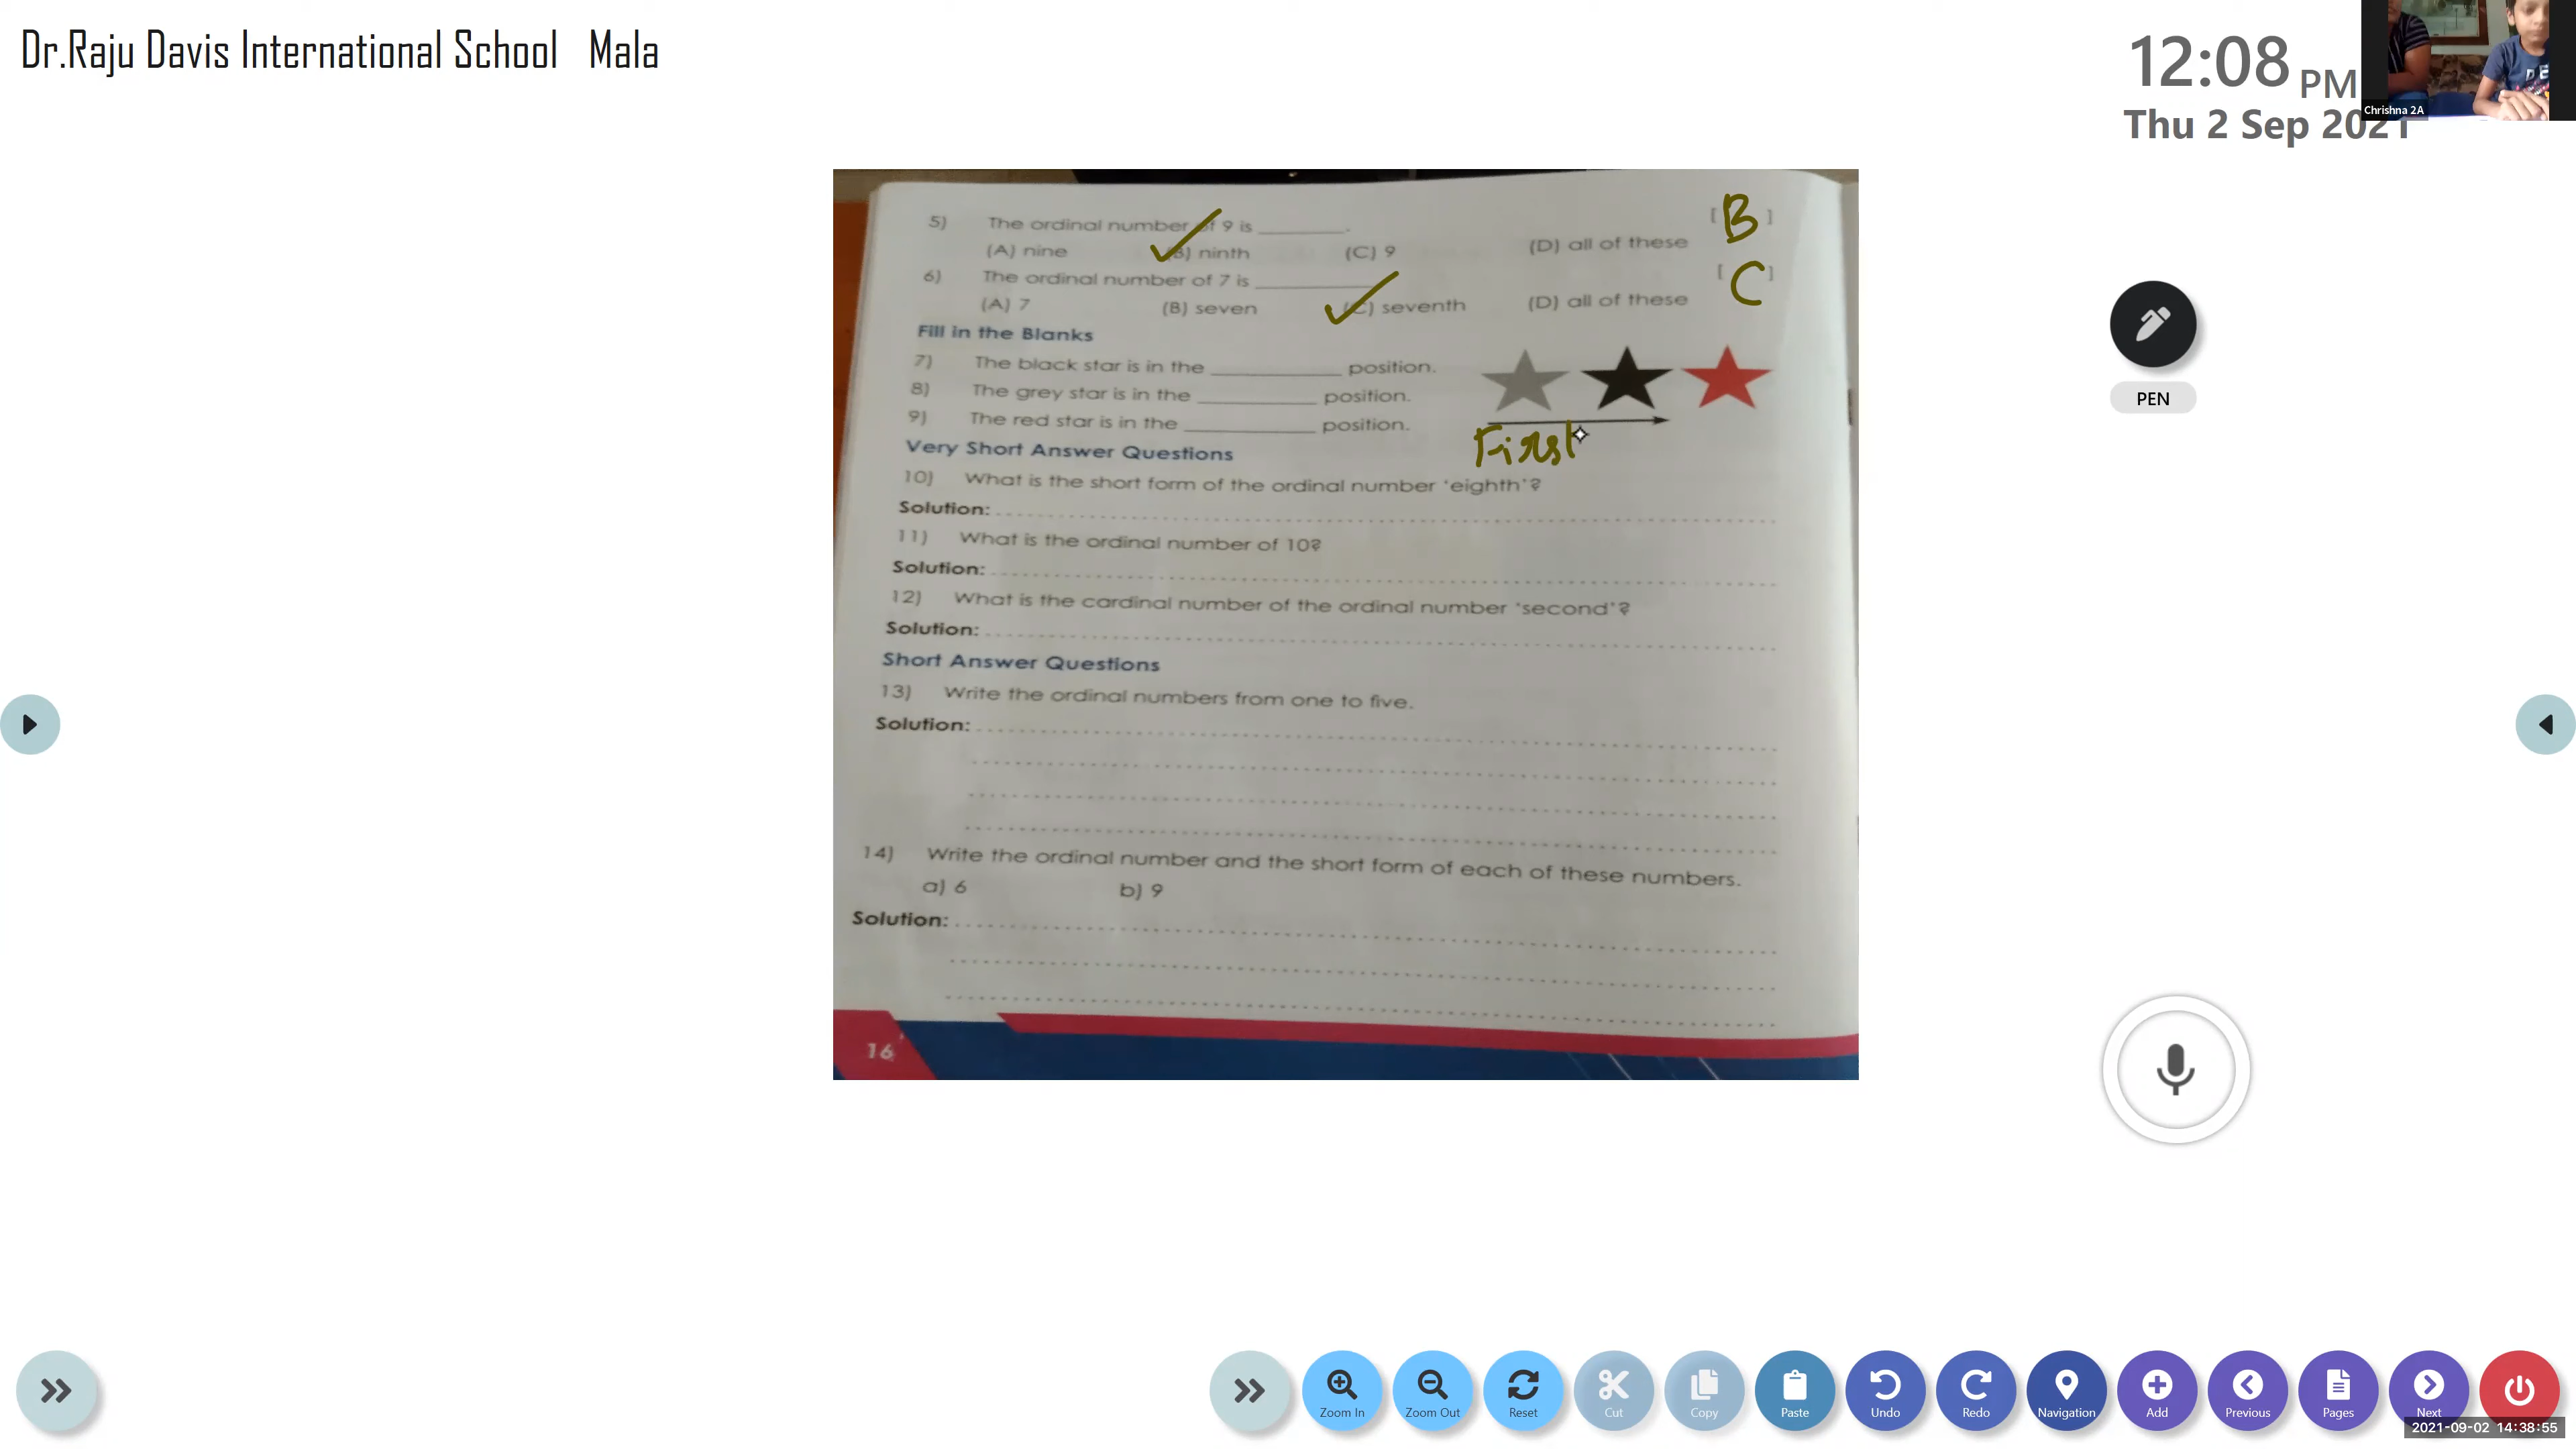 Dr.Raju Davis International School Mala
12:08 PM
Thu 2 Sep 2021
Chrishna 2A
5) The ordinal number of 9 is ________. [ B ]
(A) nine (B) ninth (C) 9 (D) all of these
6) The ordinal number of 7 is ________ [ C ]
(A) 7 (B) seven (C) seventh (D) all of these
Fill in the Blanks
7) The black star is in the ________ position.
8) The grey star is in the ________ position.
9) The red star is in the ________ position.
First
Very Short Answer Questions
10) What is the short form of the ordinal number 'eighth'?
Solution:
11) What is the ordinal number of 10?
Solution:
12) What is the cardinal number of the ordinal number 'second'?
Solution:
Short Answer Questions
13) Write the ordinal numbers from one to five.
Solution:
14) Write the ordinal number and the short form of each of these numbers.
a) 6 b) 9
Solution:
16
PEN
Zoom In Zoom Out Reset Cut Copy Paste Undo Redo Navigation Add Previous Pages Next
2021-09-02 14:38:55